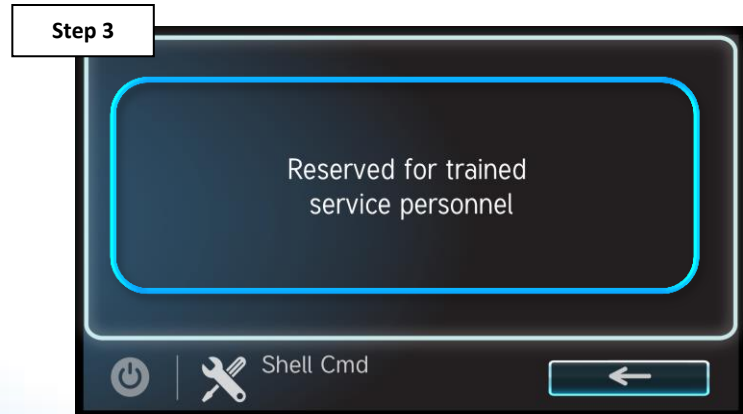 Step 3
Reserved for trained
service personnel
Shell Cmd